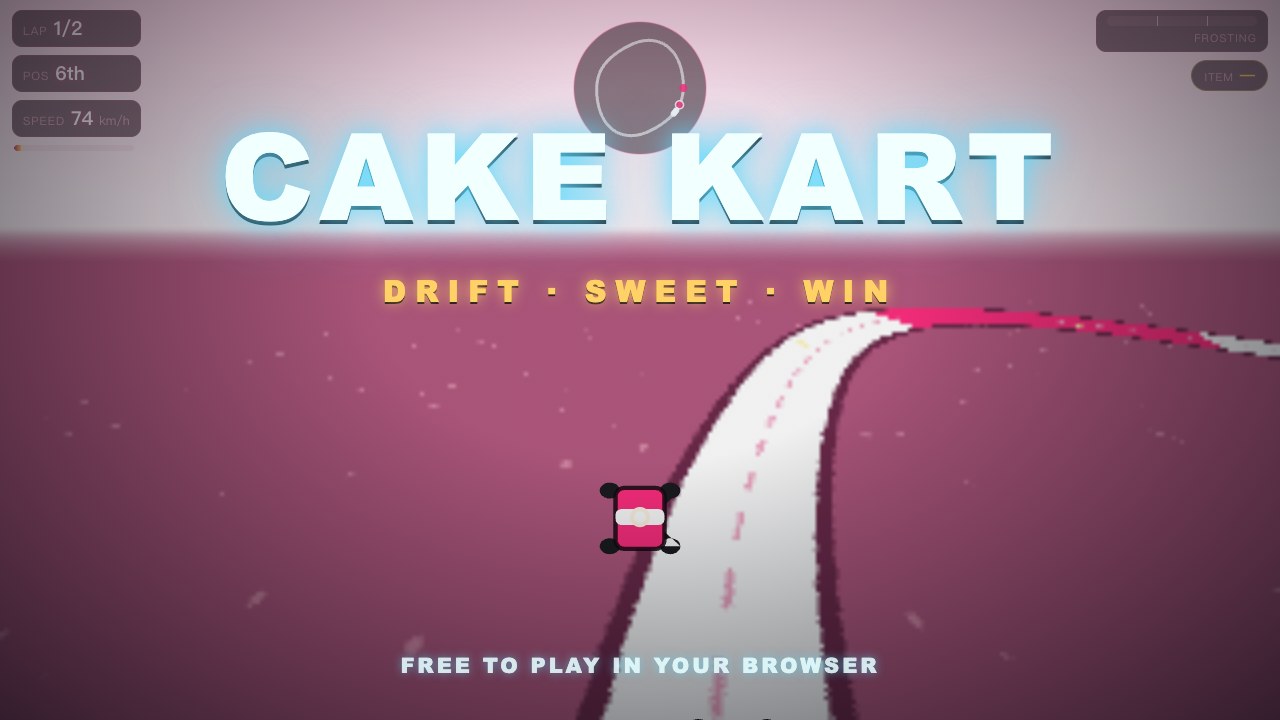 LAP 1/2
POS 6th
SPEED 74 km/h
FROSTING
ITEM —
CAKE KART
DRIFT · SWEET · WIN
FREE TO PLAY IN YOUR BROWSER